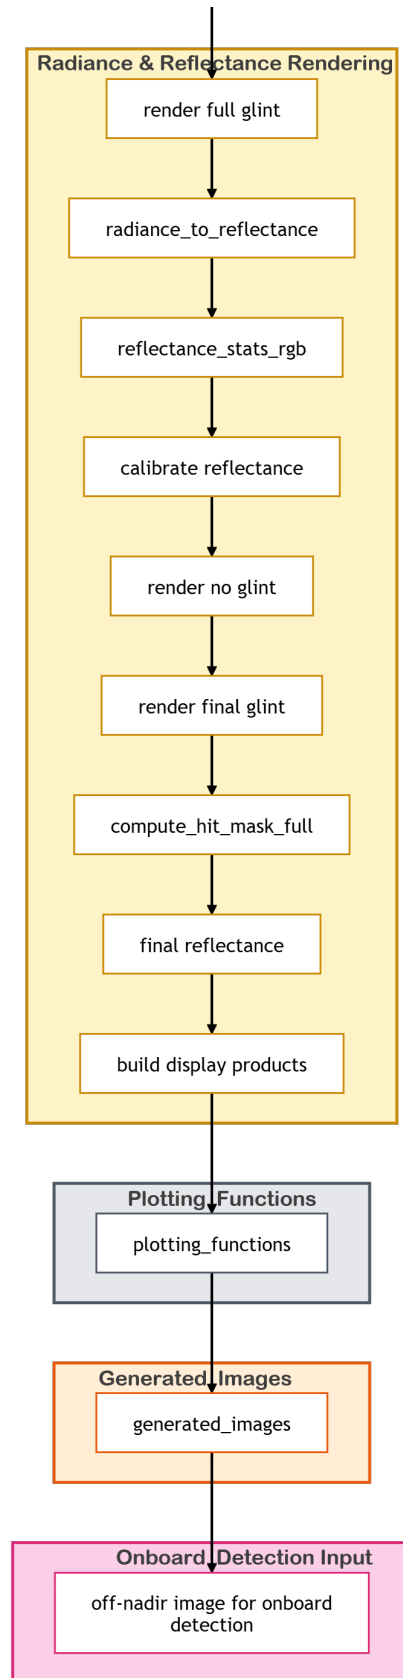 Radiance & Reflectance Rendering
render full glint
radiance_to_reflectance
reflectance_stats_rgb
calibrate reflectance
render no glint
render final glint
compute_hit_mask_full
final reflectance
build display products
Plotting Functions
plotting_functions
Generated Images
generated_images
Onboard Detection Input
off-nadir image for onboard
detection